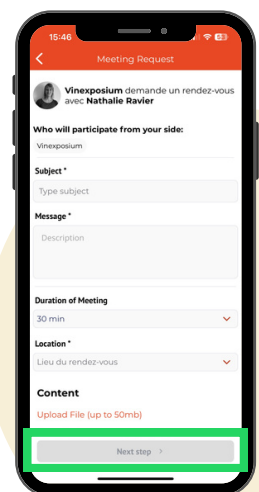 15:46
Meeting Request
Vinexposium demande un rendez-vous
avec Nathalie Ravier
Who will participate from your side:
Vinexposium
Subject *
Type subject
Message *
Description
Duration of Meeting
30 min
Location *
Lieu du rendez-vous
Content
Upload File (up to 50mb)
Next step